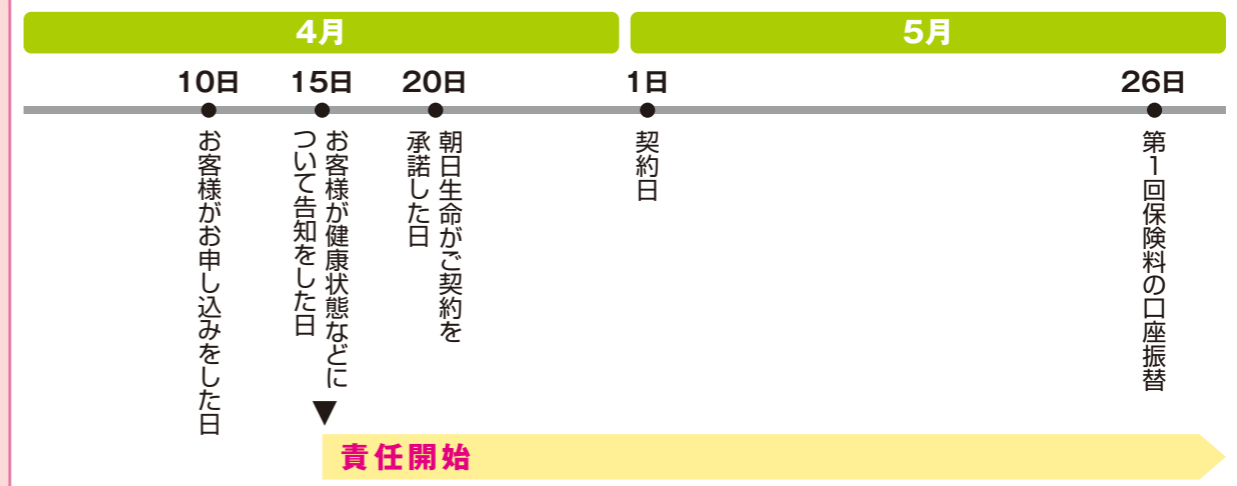 4月
5月
10日
15日
20日
1日
26日
お客様がお申し込みをした日
お客様が健康状態などに
ついて告知をした日
朝日生命がご契約を
承諾した日
契約日
第1回保険料の口座振替
責任開始